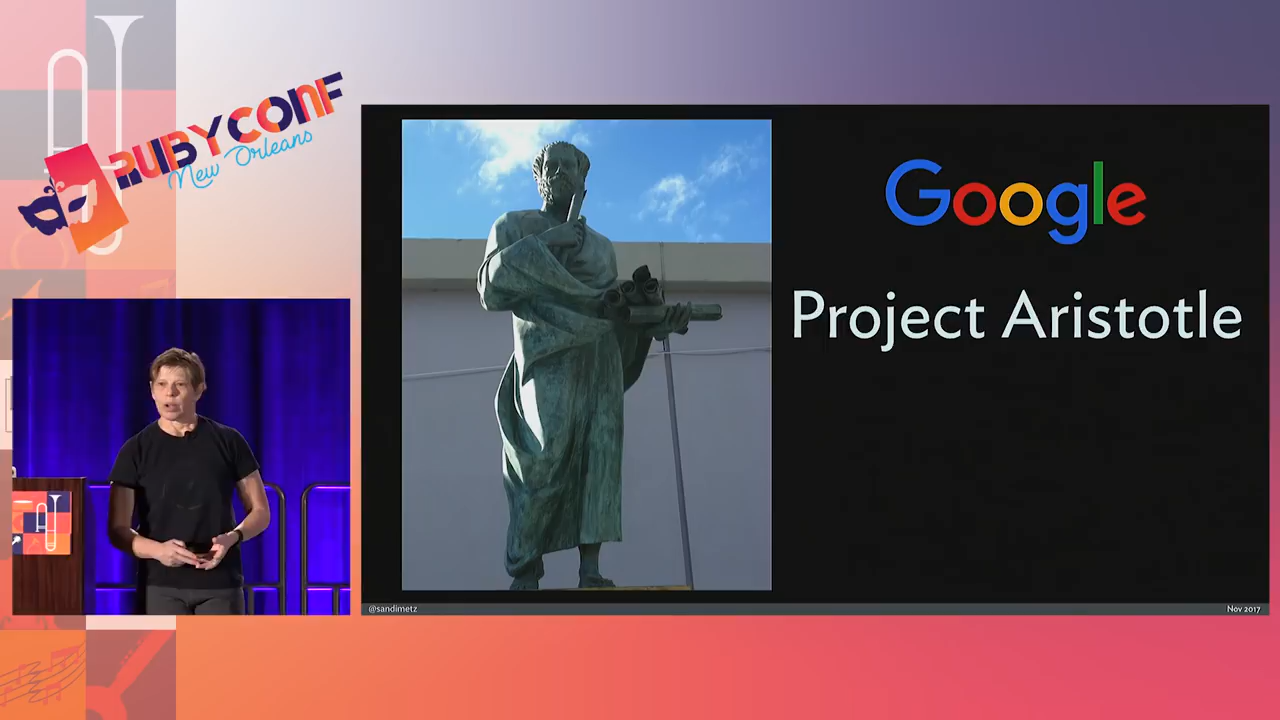 RUBYCONF
New Orleans
Google
Project Aristotle
@sandimetz
Nov 2017